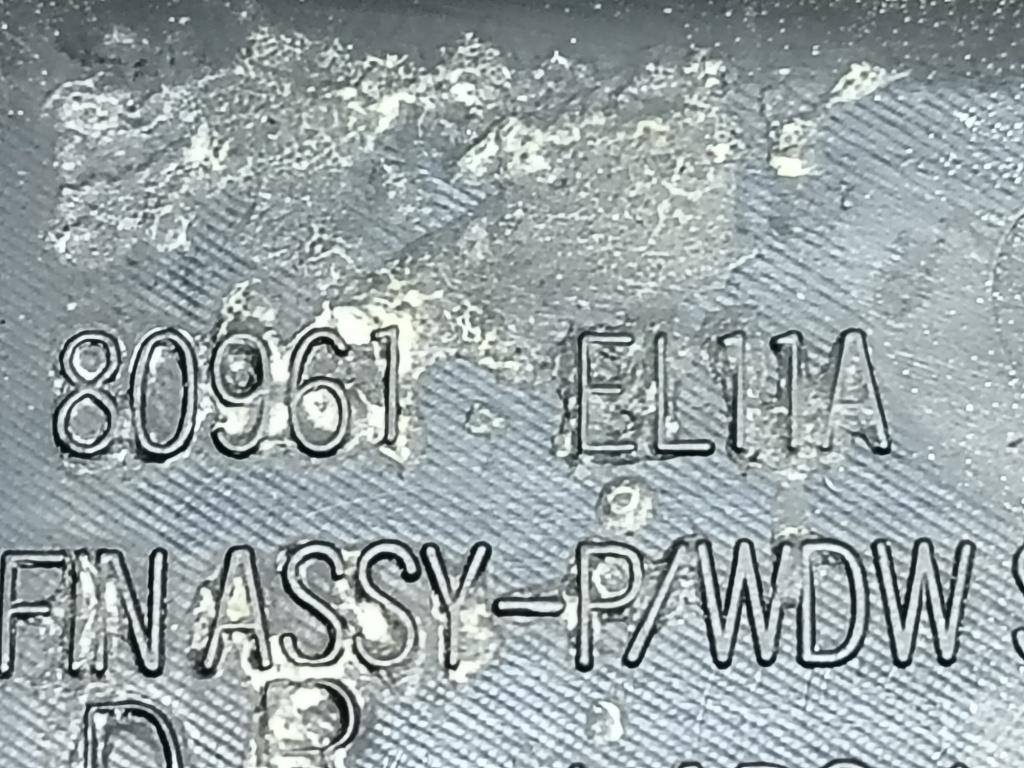 80961 EL11A
FIN ASSY-P/WDW S
D R